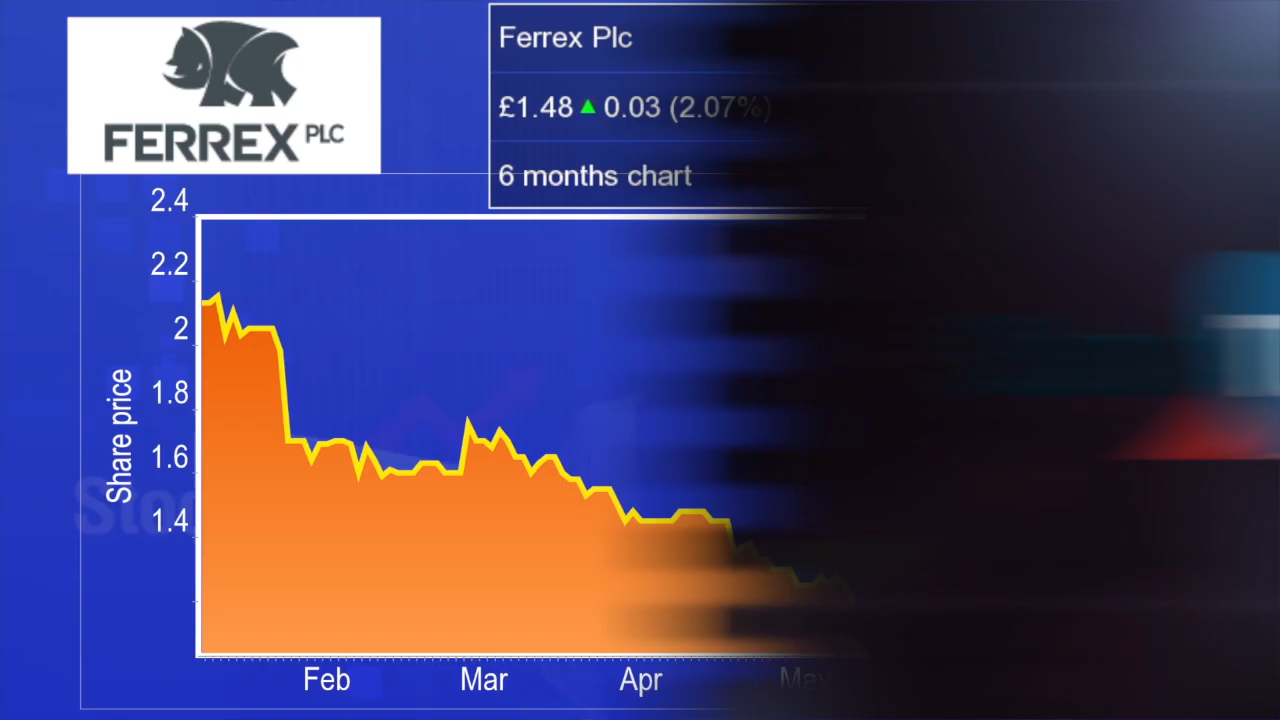 FERREX PLC
Ferrex Plc
£1.48 ▲ 0.03 (2.07%)
6 months chart
2.4
2.2
2
1.8
1.6
1.4
Share price
Feb
Mar
Apr
May